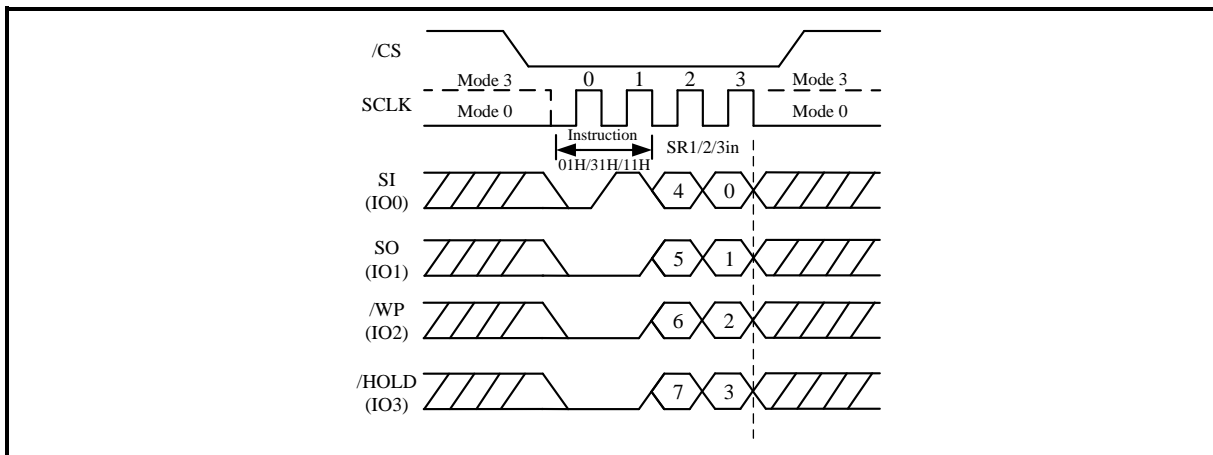 /CS
Mode 3 0 1 2 3 Mode 3
SCLK
Mode 0 Mode 0
Instruction SR1/2/3in
01H/31H/11H
SI
(IO0) 4 0
SO
(IO1) 5 1
/WP
(IO2) 6 2
/HOLD
(IO3) 7 3